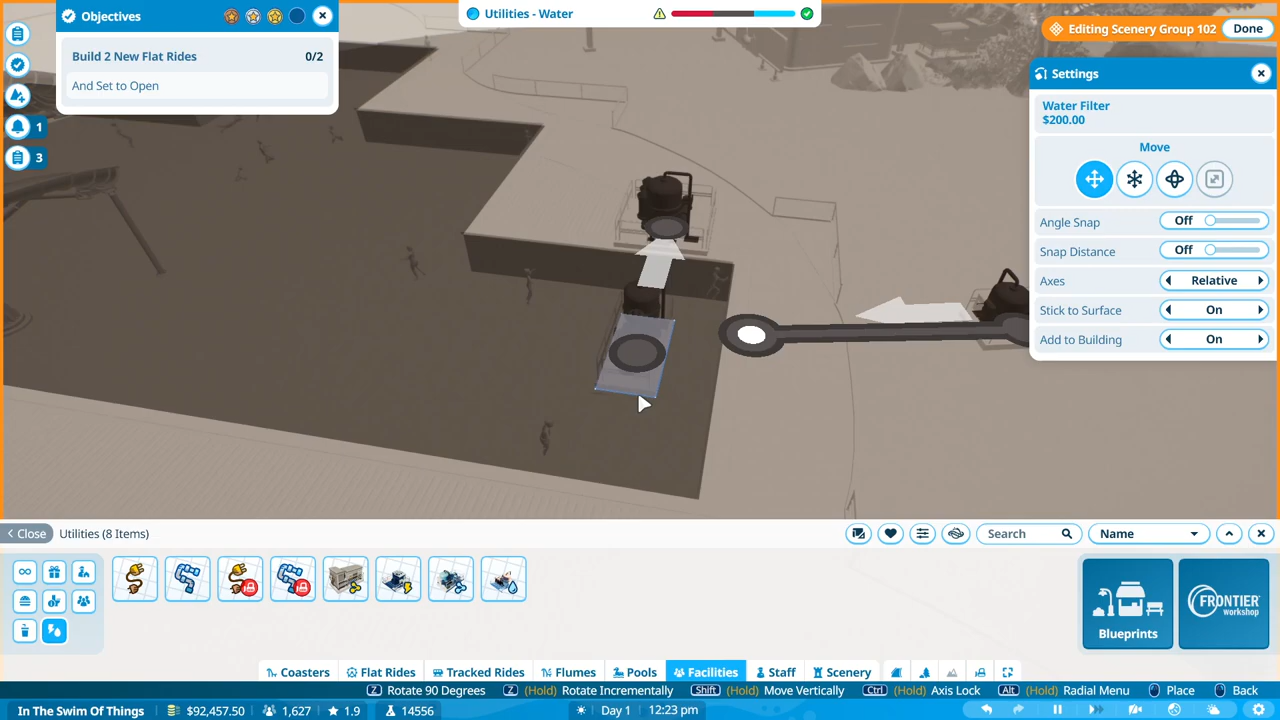 Objectives
Utilities - Water
Editing Scenery Group 102
Done
Build 2 New Flat Rides
0/2
And Set to Open
1
3
Settings
Water Filter
$200.00
Move
Angle Snap
Off
Snap Distance
Off
Axes
Relative
Stick to Surface
On
Add to Building
On
Close
Utilities (8 Items)
Search
Name
Blueprints
FRONTIER
workshop
Coasters
Flat Rides
Tracked Rides
Flumes
Pools
Facilities
Staff
Scenery
Z Rotate 90 Degrees
Z (Hold) Rotate Incrementally
Shift (Hold) Move Vertically
Ctrl (Hold) Axis Lock
Alt (Hold) Radial Menu
Place
Back
In The Swim Of Things
$92,457.50
1,627
1.9
14556
Day 1
12:23 pm